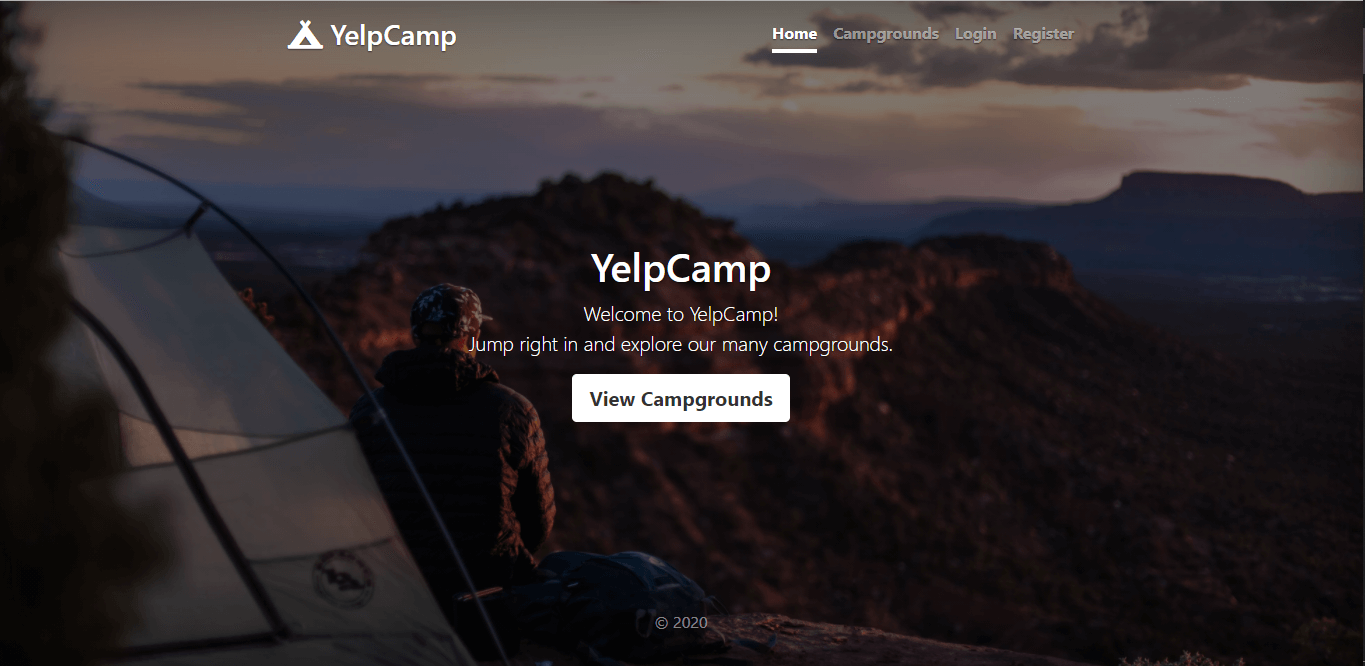 YelpCamp
Home Campgrounds Login Register
YelpCamp
Welcome to YelpCamp!
Jump right in and explore our many campgrounds.
View Campgrounds
© 2020